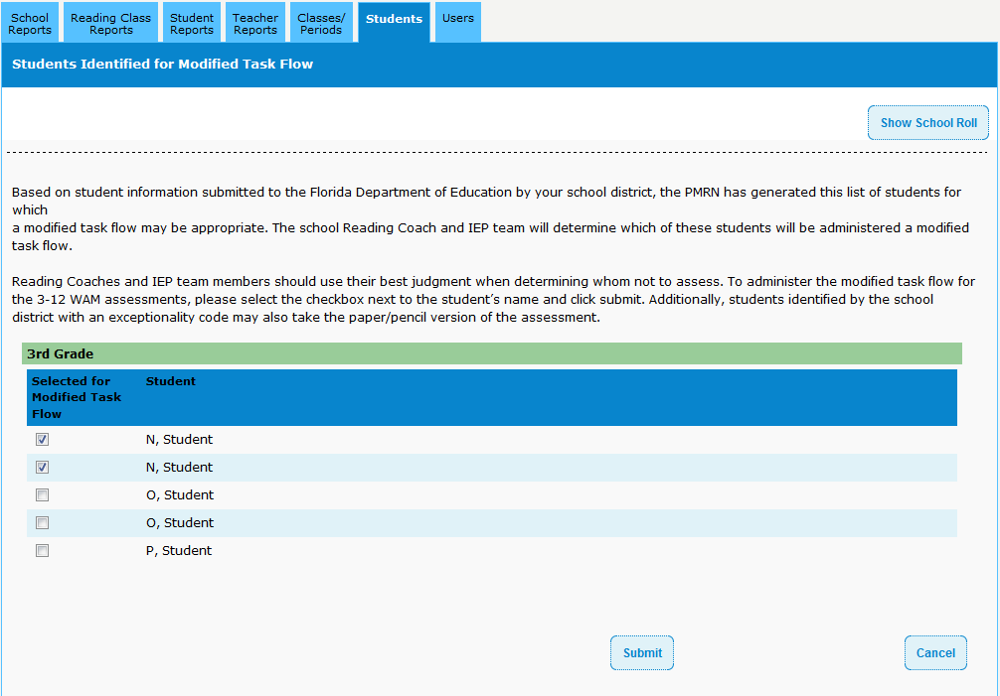 School Reports
Reading Class Reports
Student Reports
Teacher Reports
Classes/ Periods
Students
Users
Students Identified for Modified Task Flow
Show School Roll
Based on student information submitted to the Florida Department of Education by your school district, the PMRN has generated this list of students for
which
a modified task flow may be appropriate. The school Reading Coach and IEP team will determine which of these students will be administered a modified
task flow.
Reading Coaches and IEP team members should use their best judgment when determining whom not to assess. To administer the modified task flow for
the 3-12 WAM assessments, please select the checkbox next to the student's name and click submit. Additionally, students identified by the school
district with an exceptionality code may also take the paper/pencil version of the assessment.
3rd Grade
Selected for Modified Task Flow
Student
N, Student
N, Student
O, Student
O, Student
P, Student
Submit
Cancel